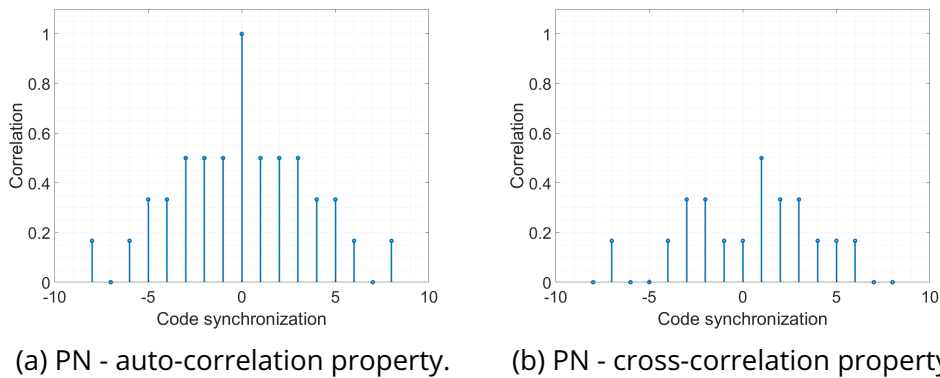 1
0.8
0.6
0.4
0.2
0
Correlation
-10 -5 0 5 10
Code synchronization
(a) PN - auto-correlation property.
1
0.8
0.6
0.4
0.2
0
Correlation
-10 -5 0 5 10
Code synchronization
(b) PN - cross-correlation property